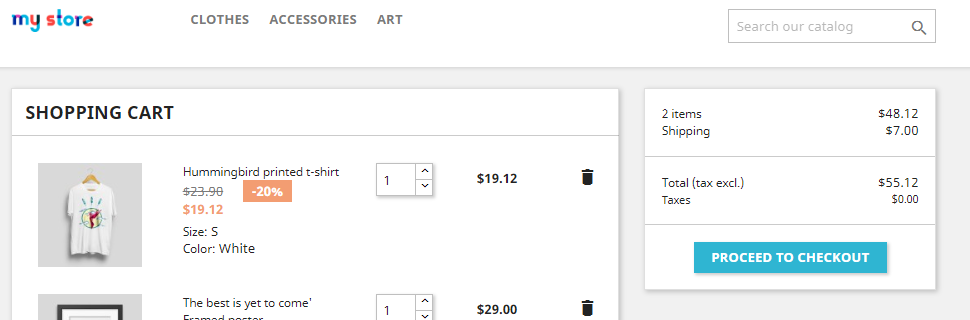 my store
CLOTHES ACCESSORIES ART
Search our catalog
SHOPPING CART
Hummingbird printed t-shirt
$23.90 -20%
$19.12
Size: S
Color: White
1
$19.12
The best is yet to come'
Framed poster
1
$29.00
2 items $48.12
Shipping $7.00
Total (tax excl.) $55.12
Taxes $0.00
PROCEED TO CHECKOUT